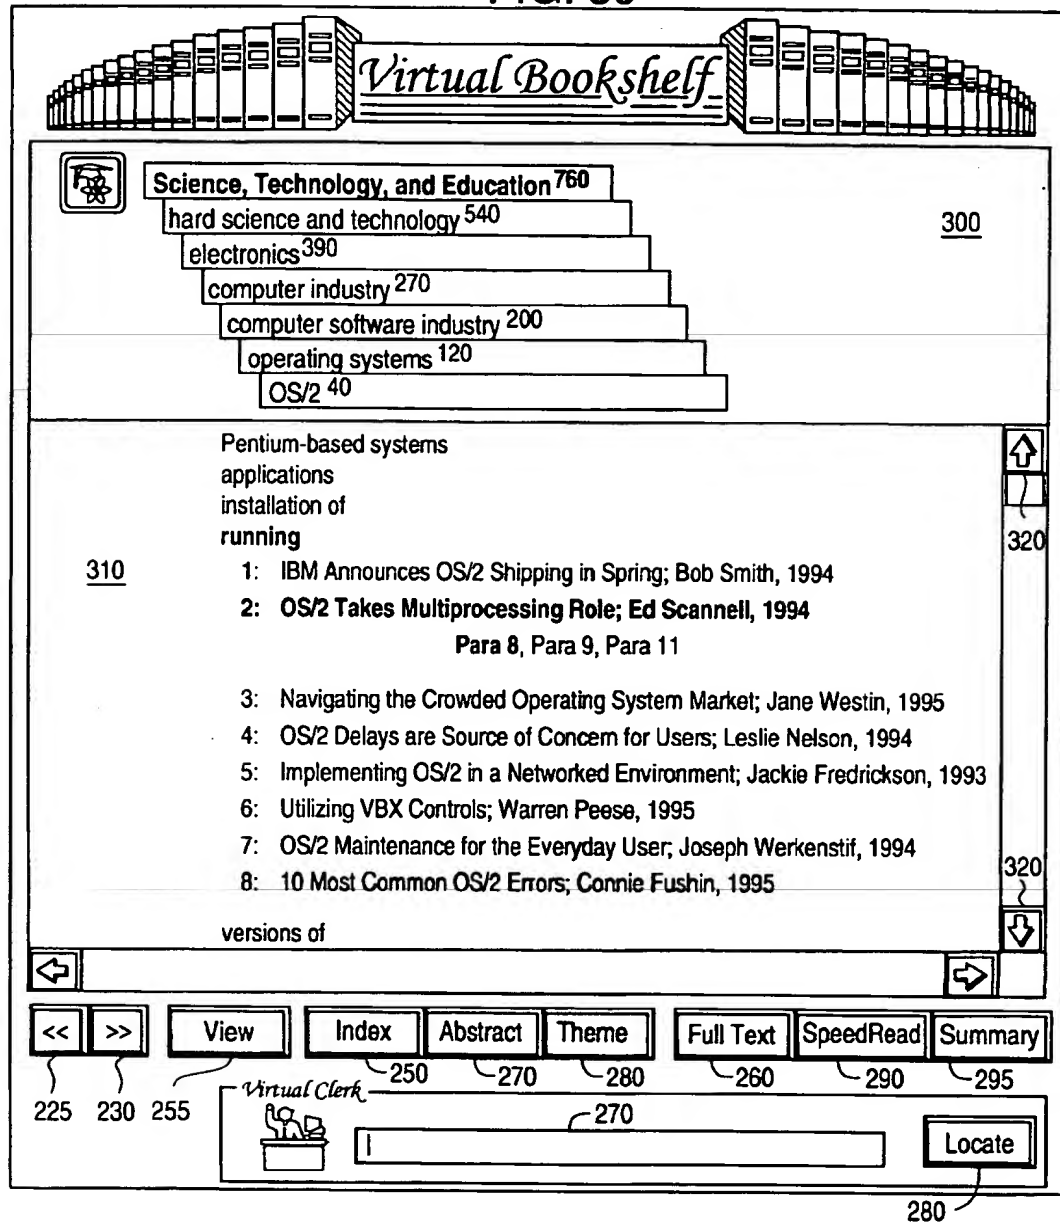 Virtual Bookshelf
Science, Technology, and Education 760
hard science and technology 540
300
electronics 390
computer industry 270
computer software industry 200
operating systems 120
OS/2 40
Pentium-based systems
applications
installation of
running
320
310
1: IBM Announces OS/2 Shipping in Spring; Bob Smith, 1994
2: OS/2 Takes Multiprocessing Role; Ed Scannell, 1994
Para 8, Para 9, Para 11
3: Navigating the Crowded Operating System Market; Jane Westin, 1995
4: OS/2 Delays are Source of Concern for Users; Leslie Nelson, 1994
5: Implementing OS/2 in a Networked Environment; Jackie Fredrickson, 1993
6: Utilizing VBX Controls; Warren Peese, 1995
7: OS/2 Maintenance for the Everyday User; Joseph Werkenstif, 1994
320
8: 10 Most Common OS/2 Errors; Connie Fushin, 1995
versions of
<< >> View Index Abstract Theme Full Text SpeedRead Summary
250 270 280 260 290 295
225 230 255
Virtual Clerk
270
Locate
280